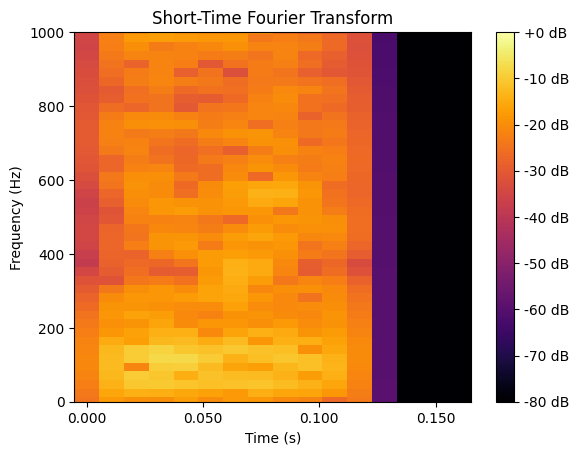 Short-Time Fourier Transform
1000
800
600
400
200
0
Frequency (Hz)
0.000
0.050
0.100
0.150
Time (s)
+0 dB
-10 dB
-20 dB
-30 dB
-40 dB
-50 dB
-60 dB
-70 dB
-80 dB